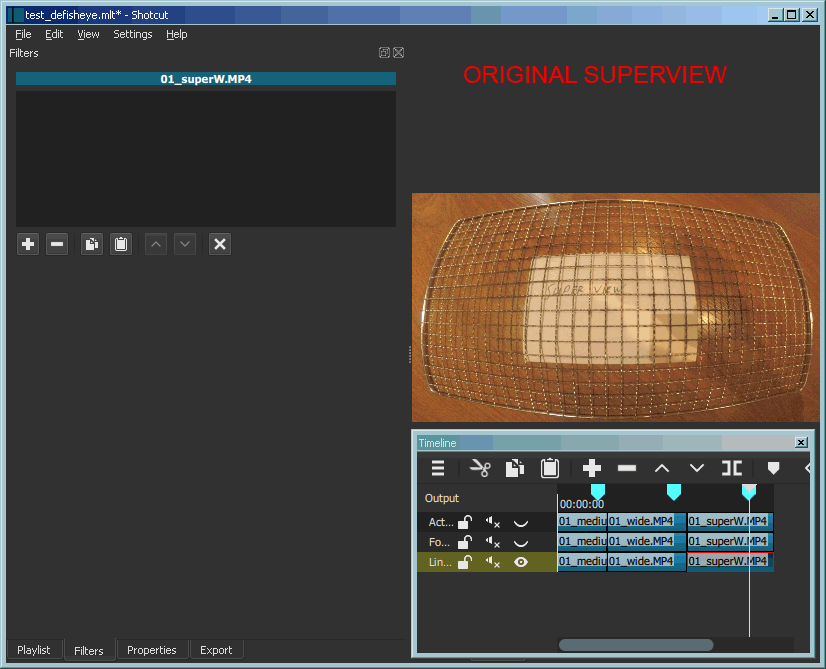 test_defisheye.mlt* - Shotcut
File Edit View Settings Help
Filters
01_superW.MP4
ORIGINAL SUPERVIEW
SUPER VIEW
Timeline
Output
00:00:00
Act... 01_mediu 01_wide.MP4 01_superW.MP4
Fo... 01_mediu 01_wide.MP4 01_superW.MP4
Lin... 01_mediu 01_wide.MP4 01_superW.MP4
Playlist Filters Properties Export